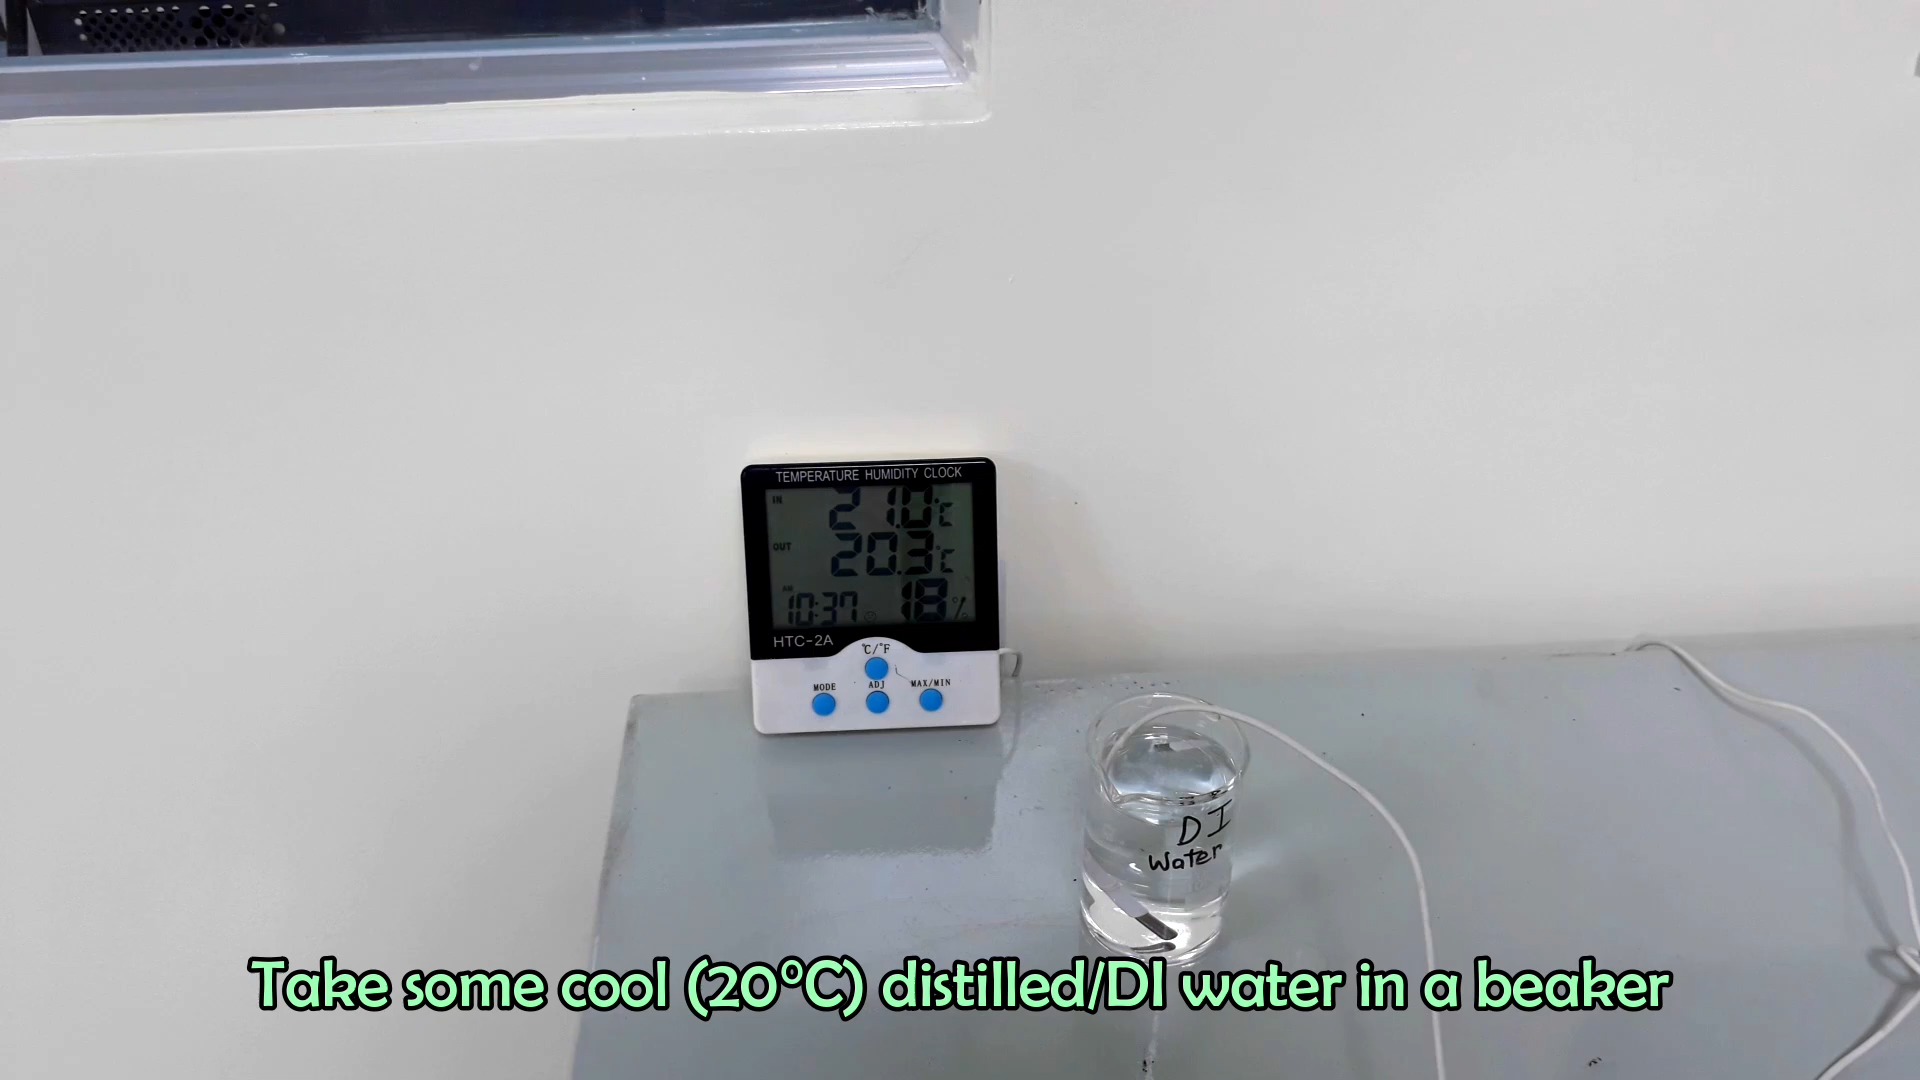 TEMPERATURE HUMIDITY CLOCK
IN
21.0°C
OUT
20.3°C
AM
10:37 18%
HTC-2A
°C/°F
MODE ADJ MAX/MIN
DI
Water
Take some cool (20°C) distilled/DI water in a beaker